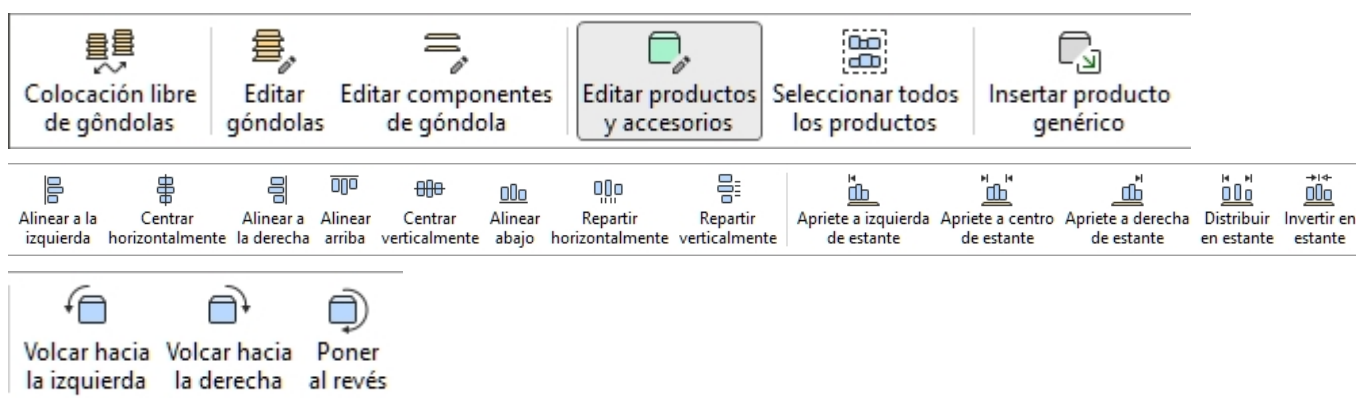 Colocación libre
de gôndolas
Editar
góndolas
Editar componentes
de góndola
Editar productos
y accesorios
Seleccionar todos
los productos
Insertar producto
genérico
Alinear a la
izquierda
Centrar
horizontalmente
Alinear a
la derecha
Alinear
arriba
Centrar
verticalmente
Alinear
abajo
Repartir
horizontalmente
Repartir
verticalmente
Apriete a izquierda
de estante
Apriete a centro
de estante
Apriete a derecha
de estante
Distribuir
en estante
Invertir en
estante
Volcar hacia
la izquierda
Volcar hacia
la derecha
Poner
al revés